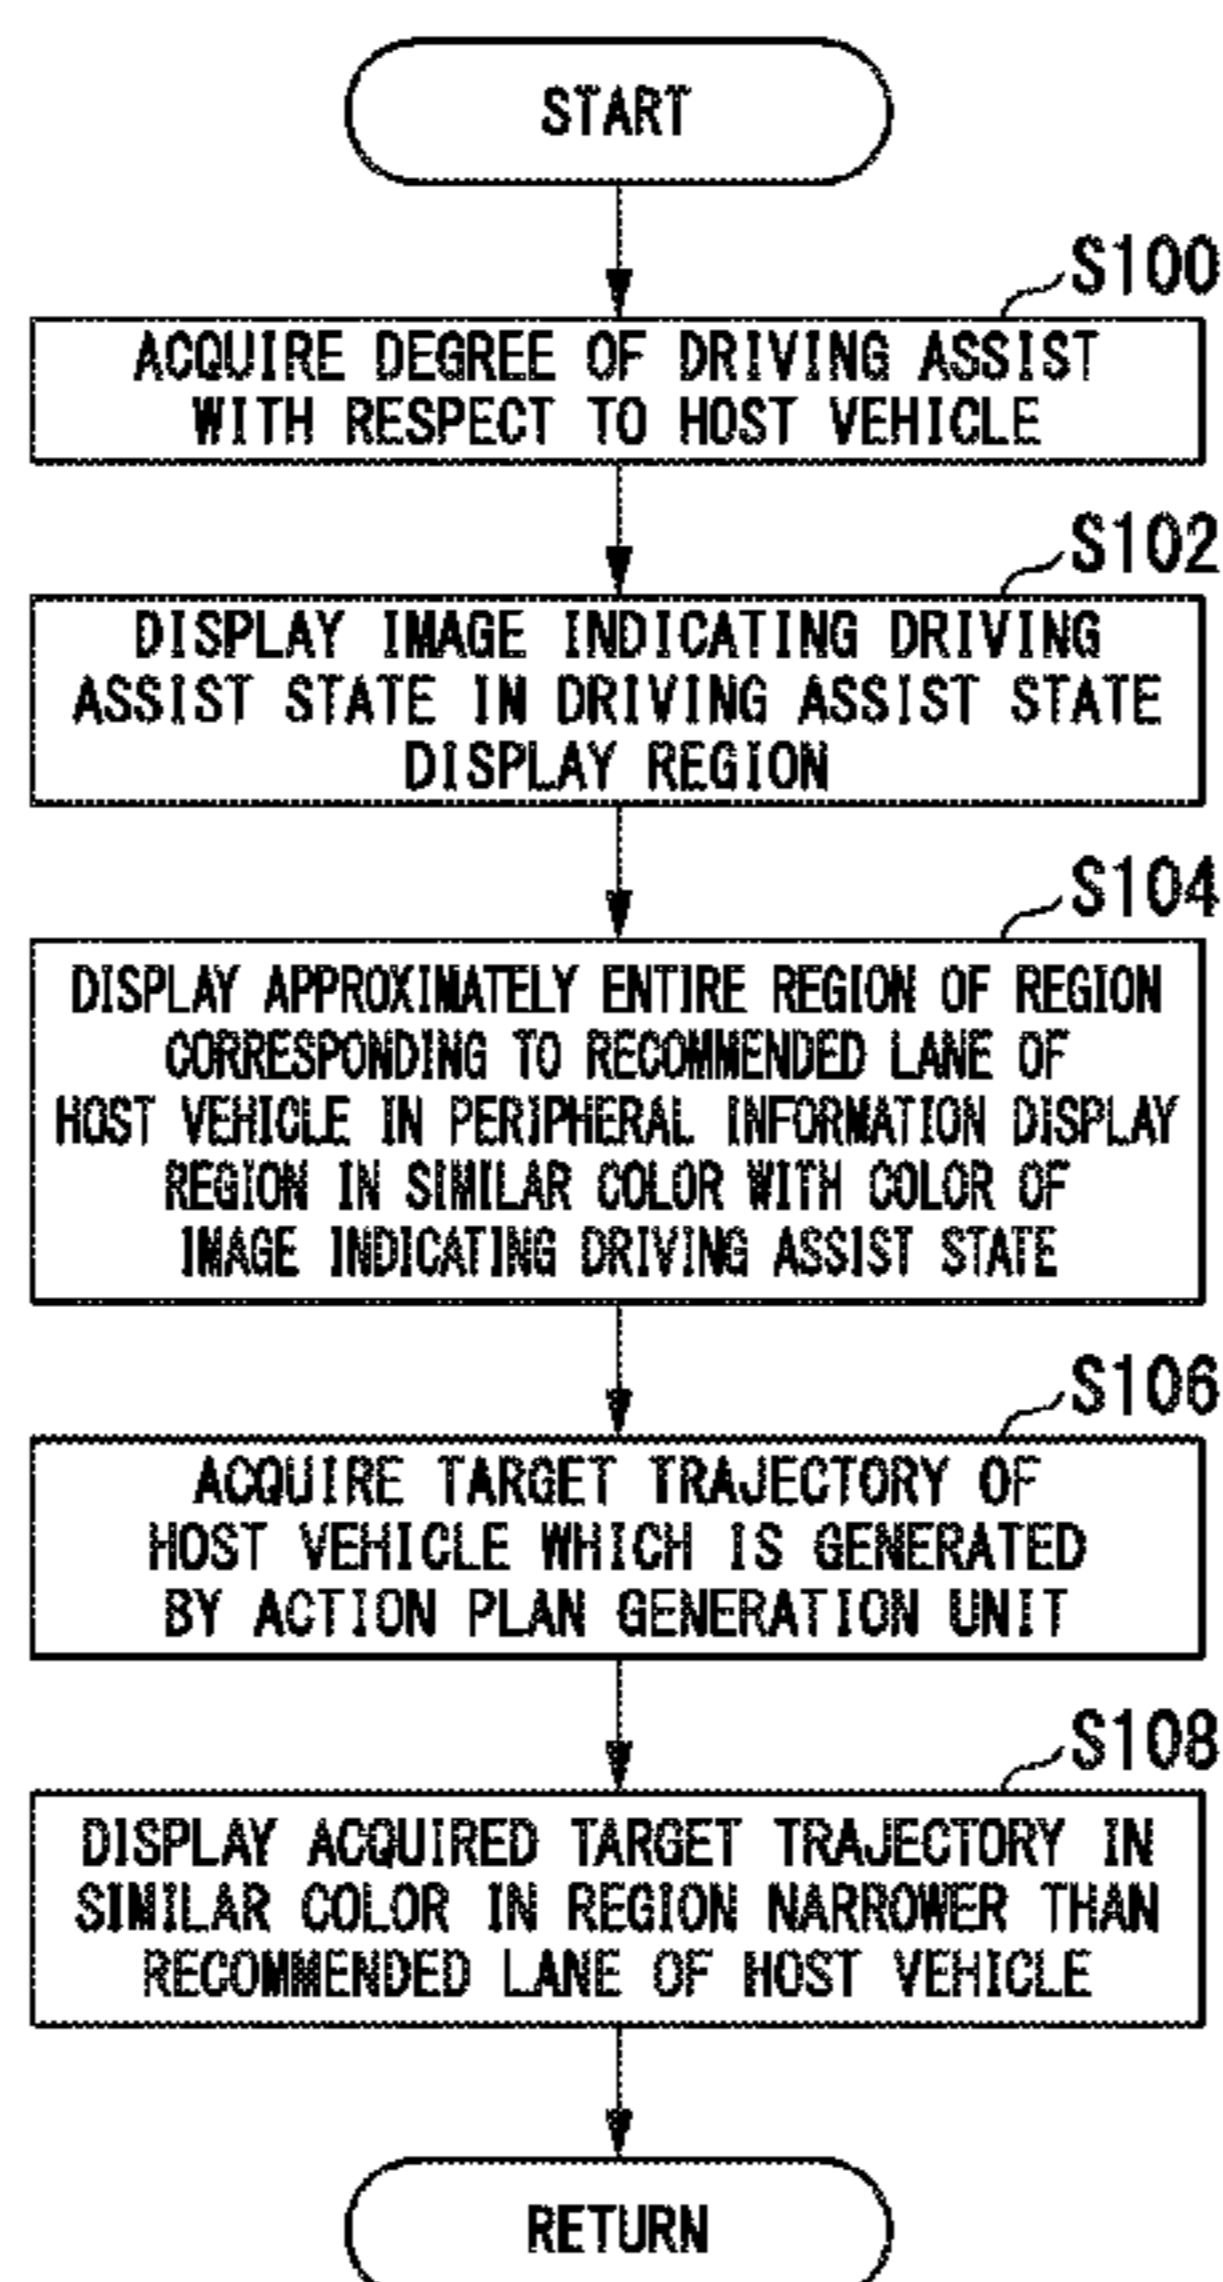 START
S100
ACQUIRE DEGREE OF DRIVING ASSIST
WITH RESPECT TO HOST VEHICLE
S102
DISPLAY IMAGE INDICATING DRIVING
ASSIST STATE IN DRIVING ASSIST STATE
DISPLAY REGION
S104
DISPLAY APPROXIMATELY ENTIRE REGION OF REGION
CORRESPONDING TO RECOMMENDED LANE OF
HOST VEHICLE IN PERIPHERAL INFORMATION DISPLAY
REGION IN SIMILAR COLOR WITH COLOR OF
IMAGE INDICATING DRIVING ASSIST STATE
S106
ACQUIRE TARGET TRAJECTORY OF
HOST VEHICLE WHICH IS GENERATED
BY ACTION PLAN GENERATION UNIT
S108
DISPLAY ACQUIRED TARGET TRAJECTORY IN
SIMILAR COLOR IN REGION NARROWER THAN
RECOMMENDED LANE OF HOST VEHICLE
RETURN